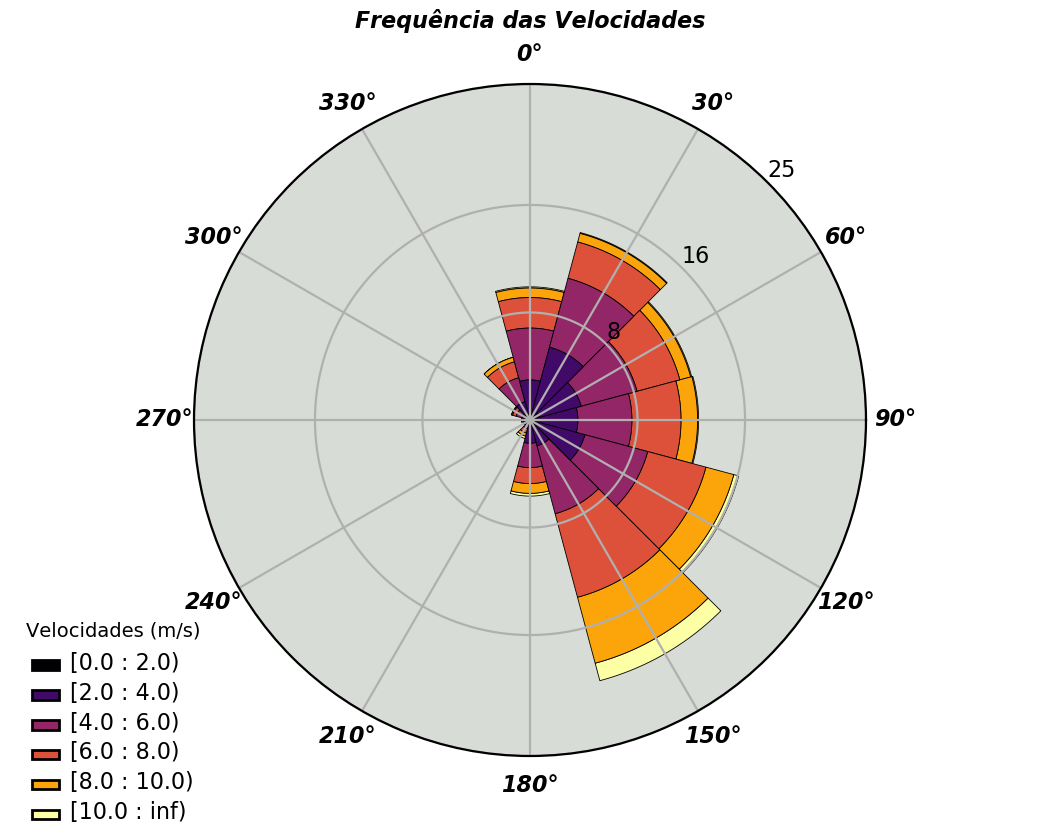 Frequência das Velocidades
0°
330°
30°
25
300°
60°
16
8
270°
90°
240°
120°
210°
150°
180°
Velocidades (m/s)
[0.0 : 2.0)
[2.0 : 4.0)
[4.0 : 6.0)
[6.0 : 8.0)
[8.0 : 10.0)
[10.0 : inf)